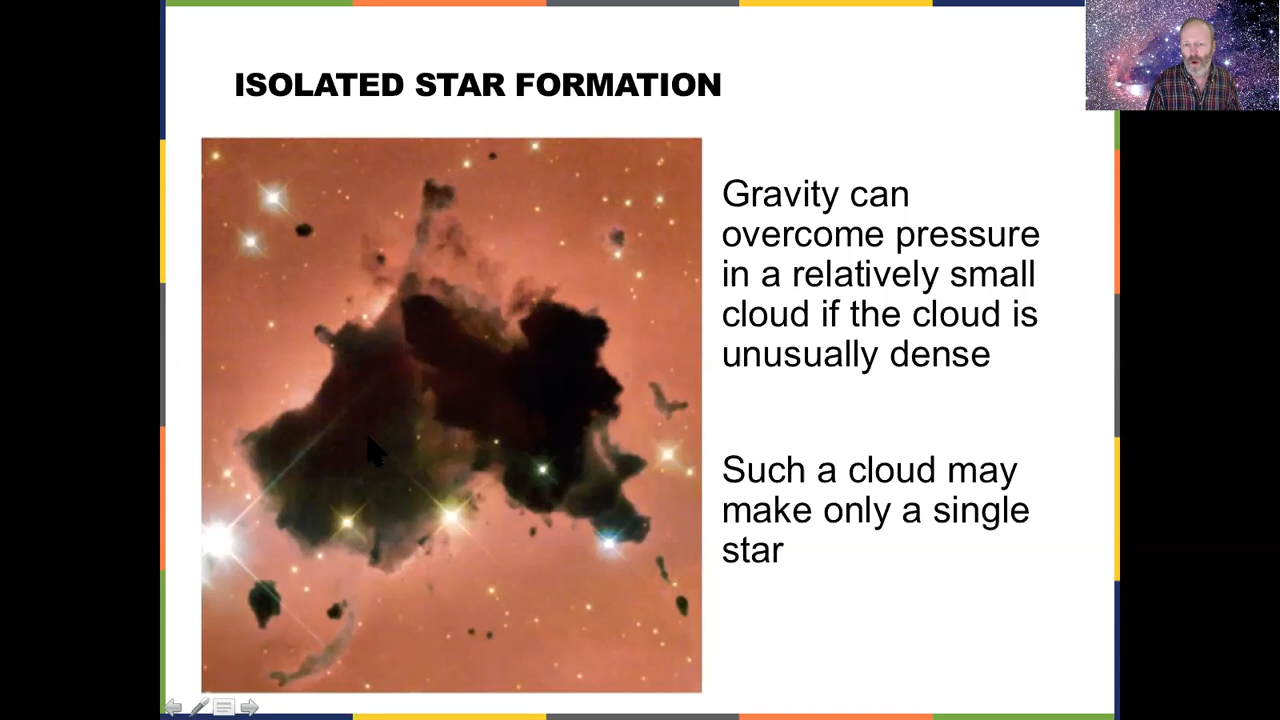 ISOLATED STAR FORMATION
Gravity can
overcome pressure
in a relatively small
cloud if the cloud is
unusually dense
Such a cloud may
make only a single
star